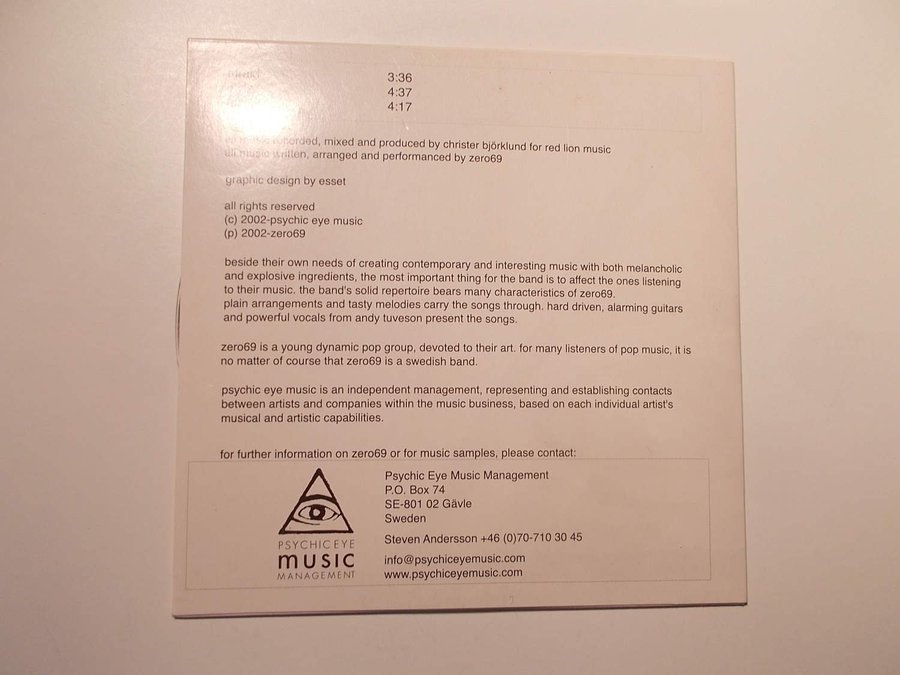 3:36
4:37
4:17
recorded, mixed and produced by christer björklund for red lion music
all music written, arranged and performanced by zero69
graphic design by esset
all rights reserved
(c) 2002-psychic eye music
(p) 2002-zero69
beside their own needs of creating contemporary and interesting music with both melancholic
and explosive ingredients, the most important thing for the band is to affect the ones listening
to their music. the band's solid repertoire bears many characteristics of zero69.
plain arrangements and tasty melodies carry the songs through. hard driven, alarming guitars
and powerful vocals from andy tuveson present the songs.
zero69 is a young dynamic pop group, devoted to their art. for many listeners of pop music, it is
no matter of course that zero69 is a swedish band.
psychic eye music is an independent management, representing and establishing contacts
between artists and companies within the music business, based on each individual artist's
musical and artistic capabilities.
for further information on zero69 or for music samples, please contact:
Psychic Eye Music Management
P.O. Box 74
SE-801 02 Gävle
Sweden
Steven Andersson +46 (0)70-710 30 45
info@psychiceyemusic.com
www.psychiceyemusic.com
PSYCHIC EYE
MUSIC
MANAGEMENT